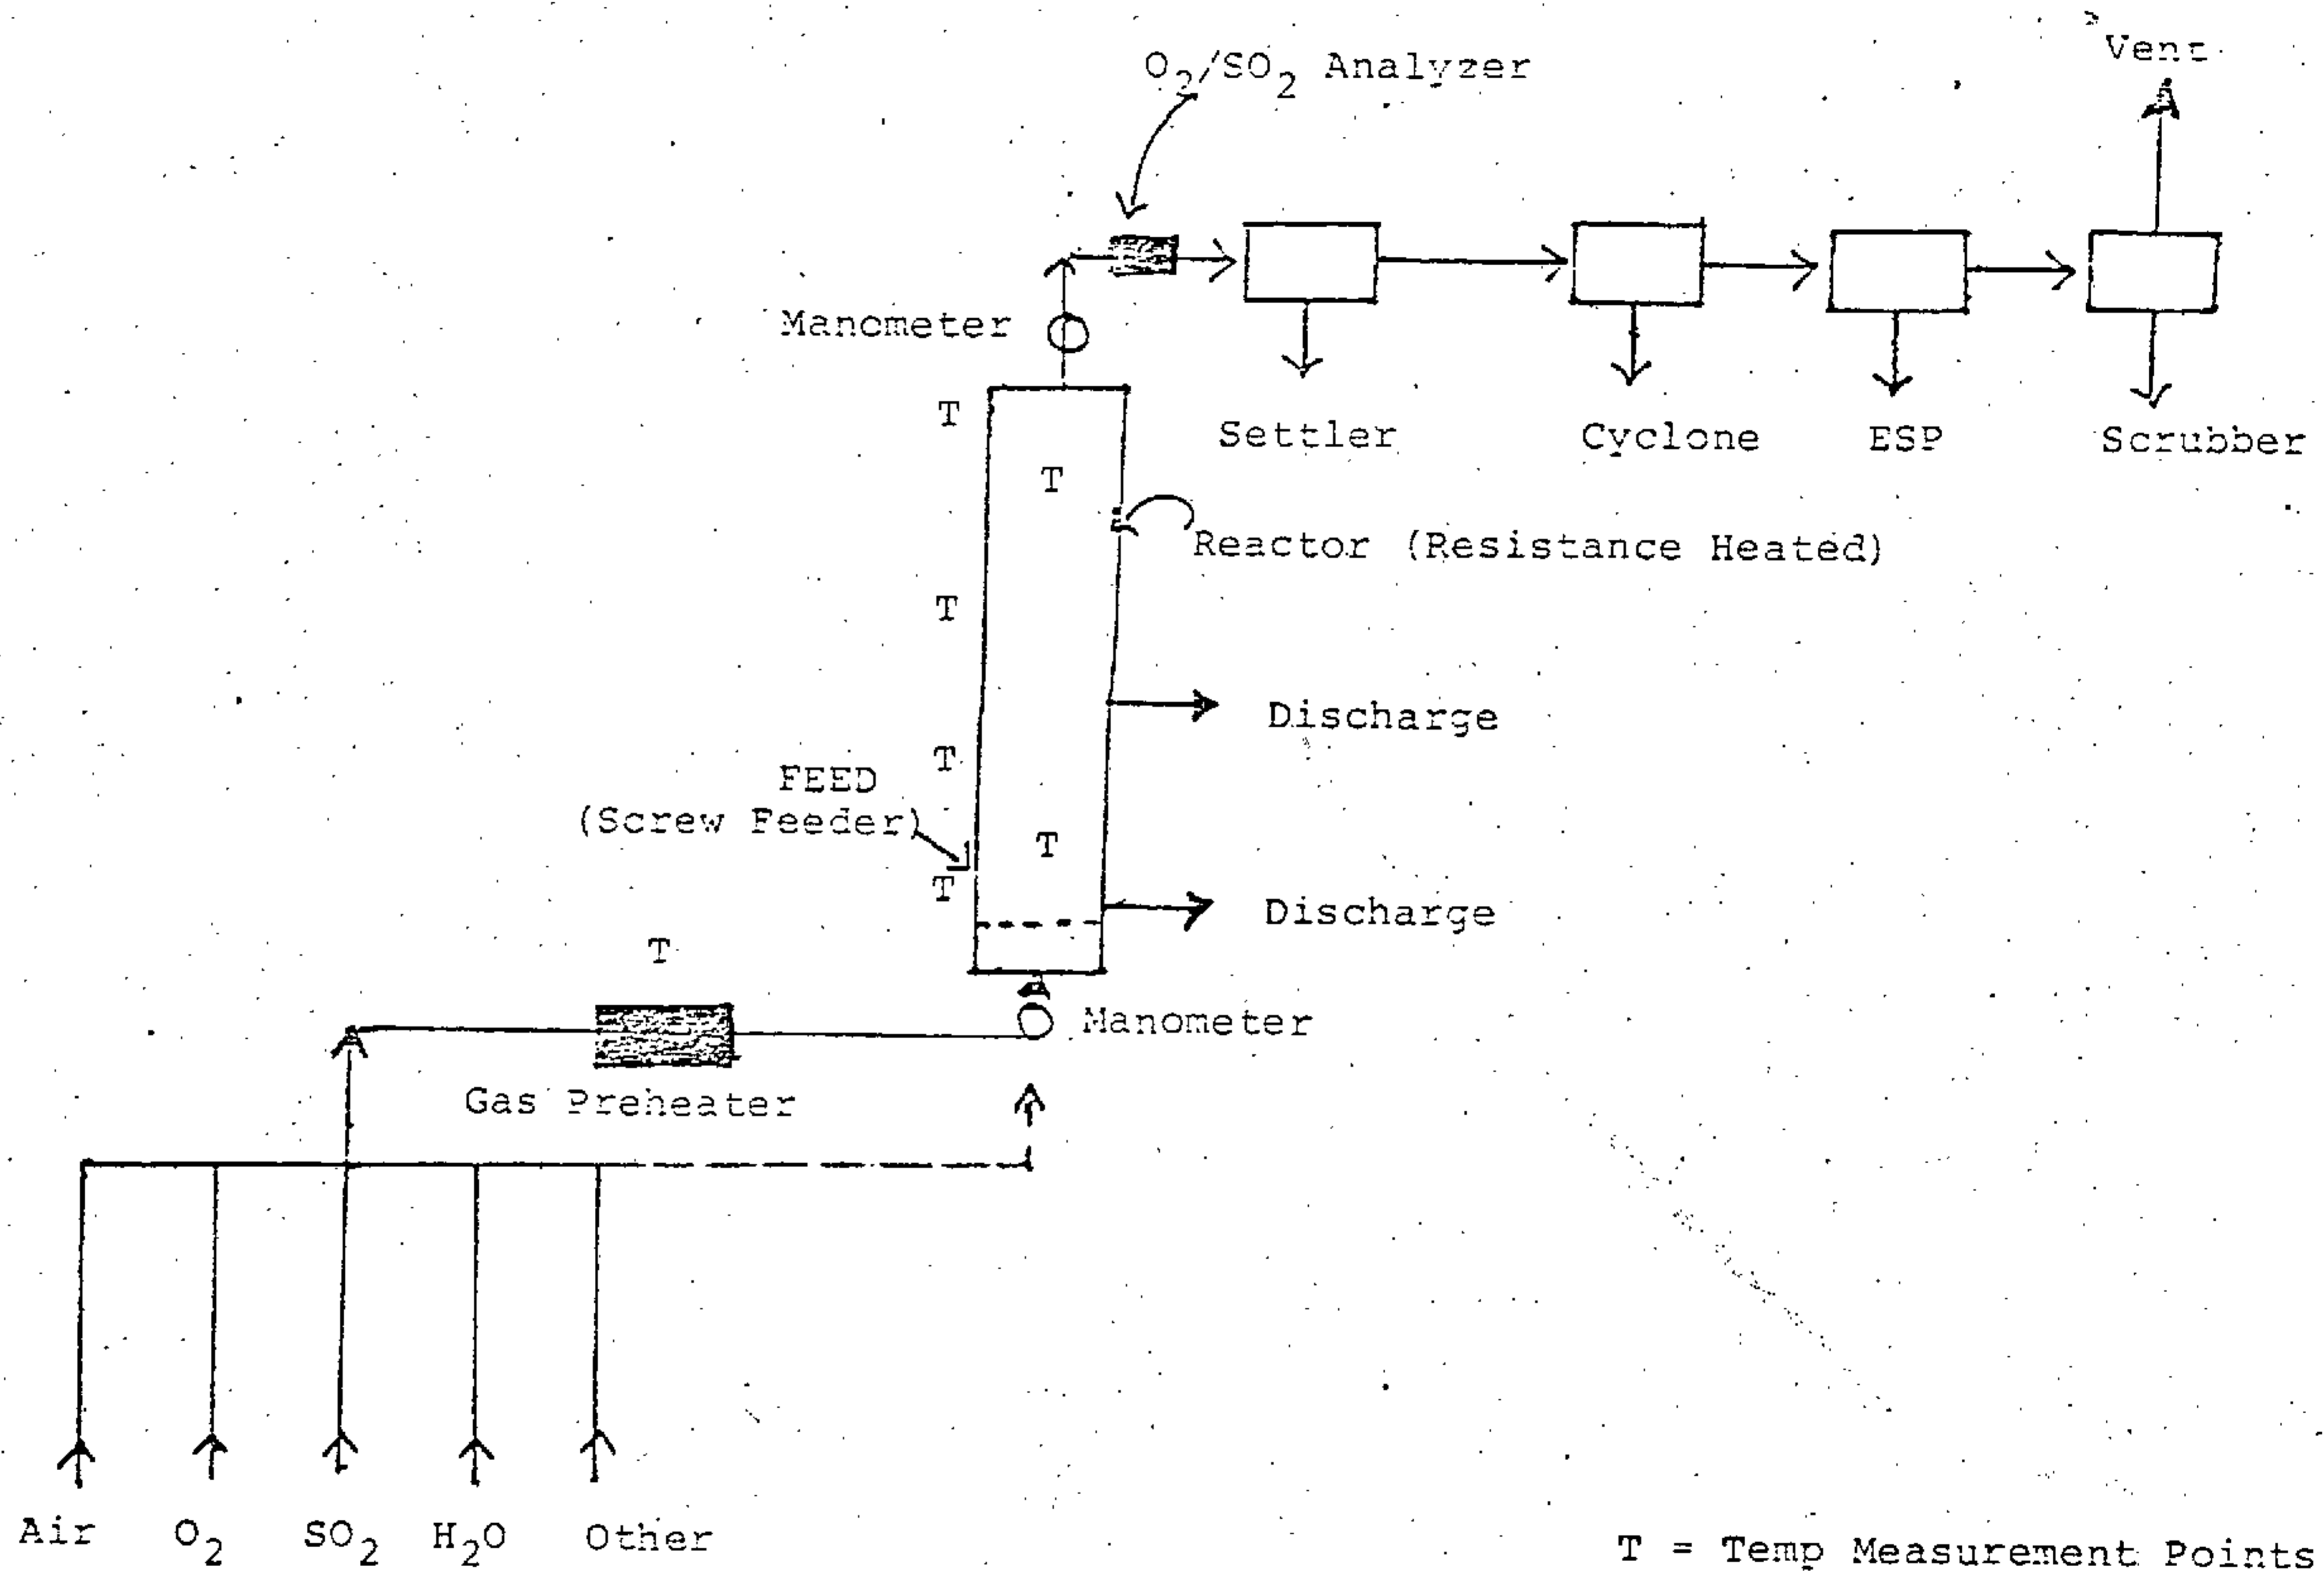 Vent
O2/SO2 Analyzer
Manometer
T
Settler
Cyclone
ESP
Scrubber
T
Reactor (Resistance Heated)
T
Discharge
T
FEED
(Screw Feeder)
T
T
Discharge
T
Manometer
Gas Preheater
Air
O2
SO2
H2O
Other
T = Temp Measurement Points